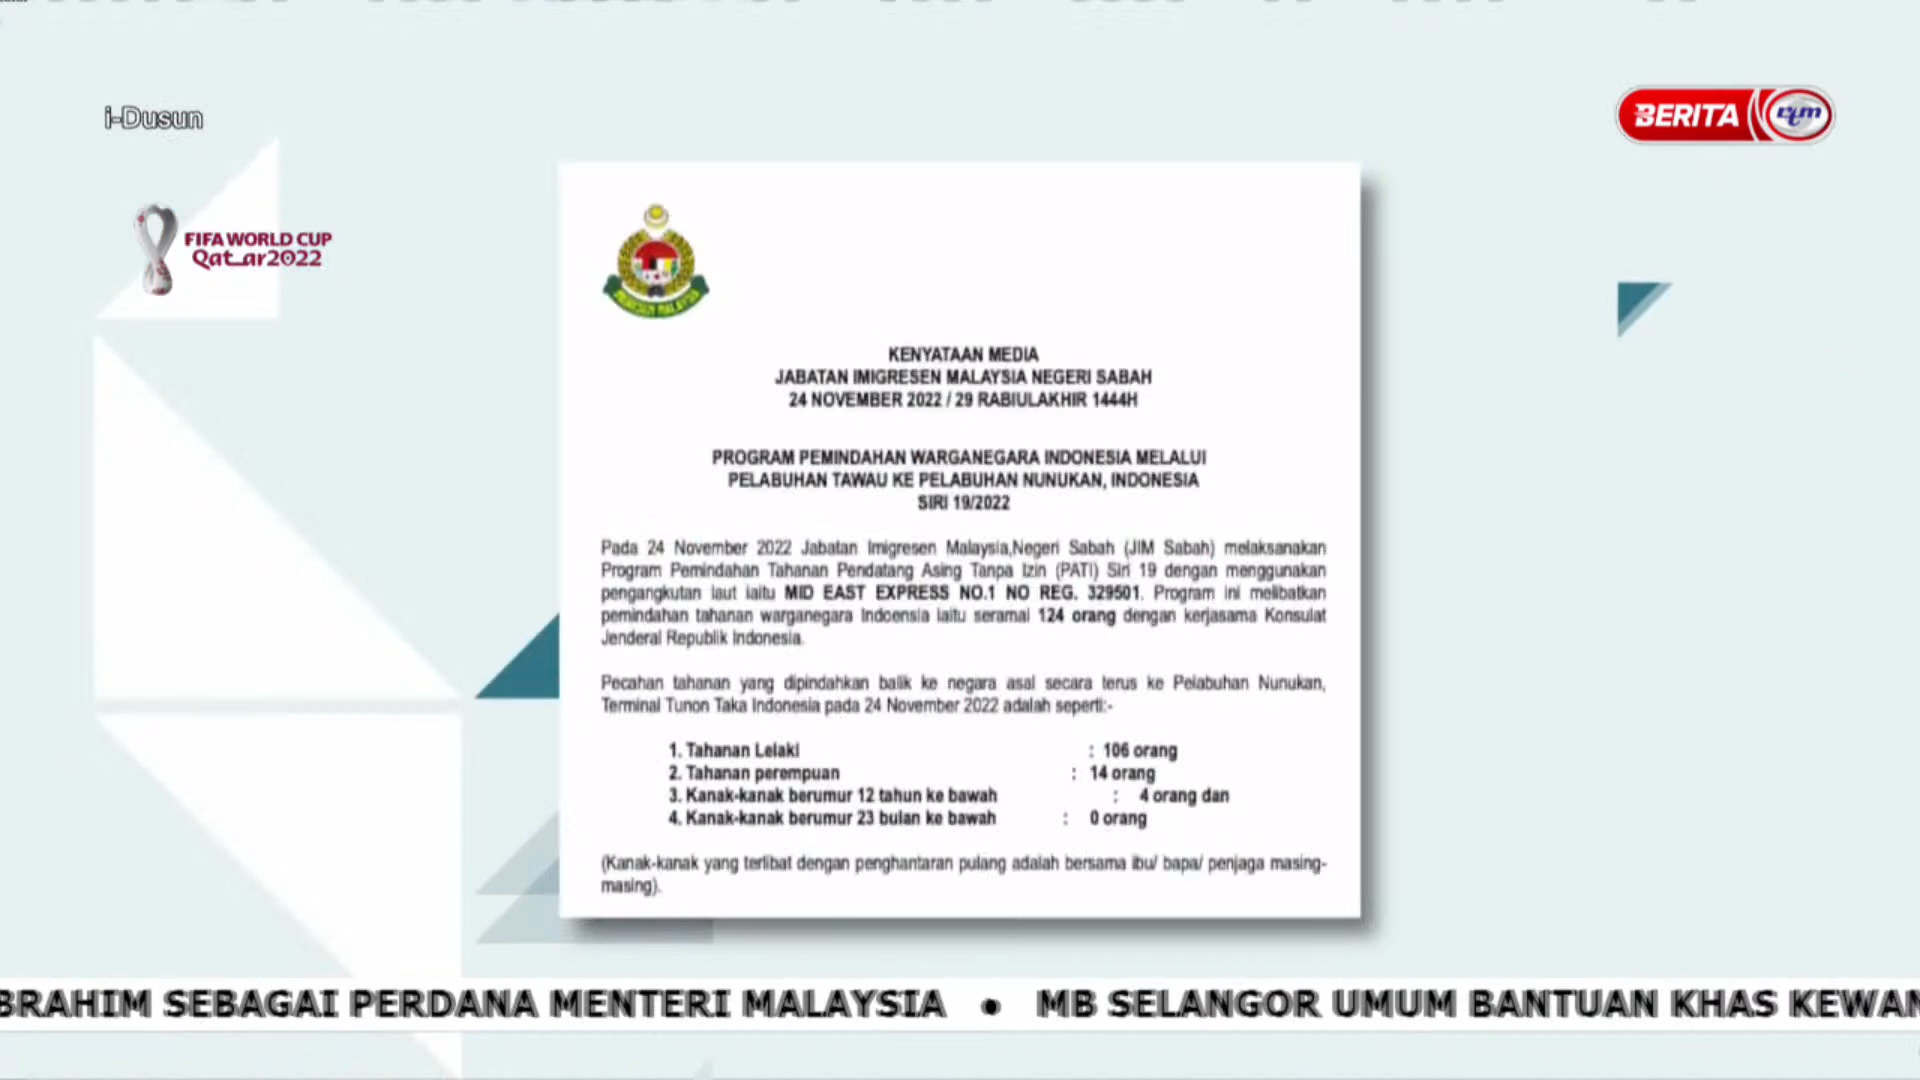 i-Dusun
BERITA rtm
FIFA WORLD CUP
Qatar2022
KENYATAAN MEDIA
JABATAN IMIGRESEN MALAYSIA NEGERI SABAH
24 NOVEMBER 2022 / 29 RABIULAKHIR 1444H
PROGRAM PEMINDAHAN WARGANEGARA INDONESIA MELALUI
PELABUHAN TAWAU KE PELABUHAN NUNUKAN, INDONESIA
SIRI 19/2022
Pada 24 November 2022 Jabatan Imigresen Malaysia,Negeri Sabah (JIM Sabah) melaksanakan
Program Pemindahan Tahanan Pendatang Asing Tanpa Izin (PATI) Siri 19 dengan menggunakan
pengangkutan laut iaitu MID EAST EXPRESS NO.1 NO REG. 329501. Program ini melibatkan
pemindahan tahanan warganegara Indoensia iaitu seramai 124 orang dengan kerjasama Konsulat
Jenderal Republik Indonesia.
Pecahan tahanan yang dipindahkan balik ke negara asal secara terus ke Pelabuhan Nunukan,
Terminal Tunon Taka Indonesia pada 24 November 2022 adalah seperti:-
1. Tahanan Lelaki : 106 orang
2. Tahanan perempuan : 14 orang
3. Kanak-kanak berumur 12 tahun ke bawah : 4 orang dan
4. Kanak-kanak berumur 23 bulan ke bawah : 0 orang
(Kanak-kanak yang terlibat dengan penghantaran pulang adalah bersama ibu/ bapa/ penjaga masing-
masing).
BRAHIM SEBAGAI PERDANA MENTERI MALAYSIA • MB SELANGOR UMUM BANTUAN KHAS KEWAN